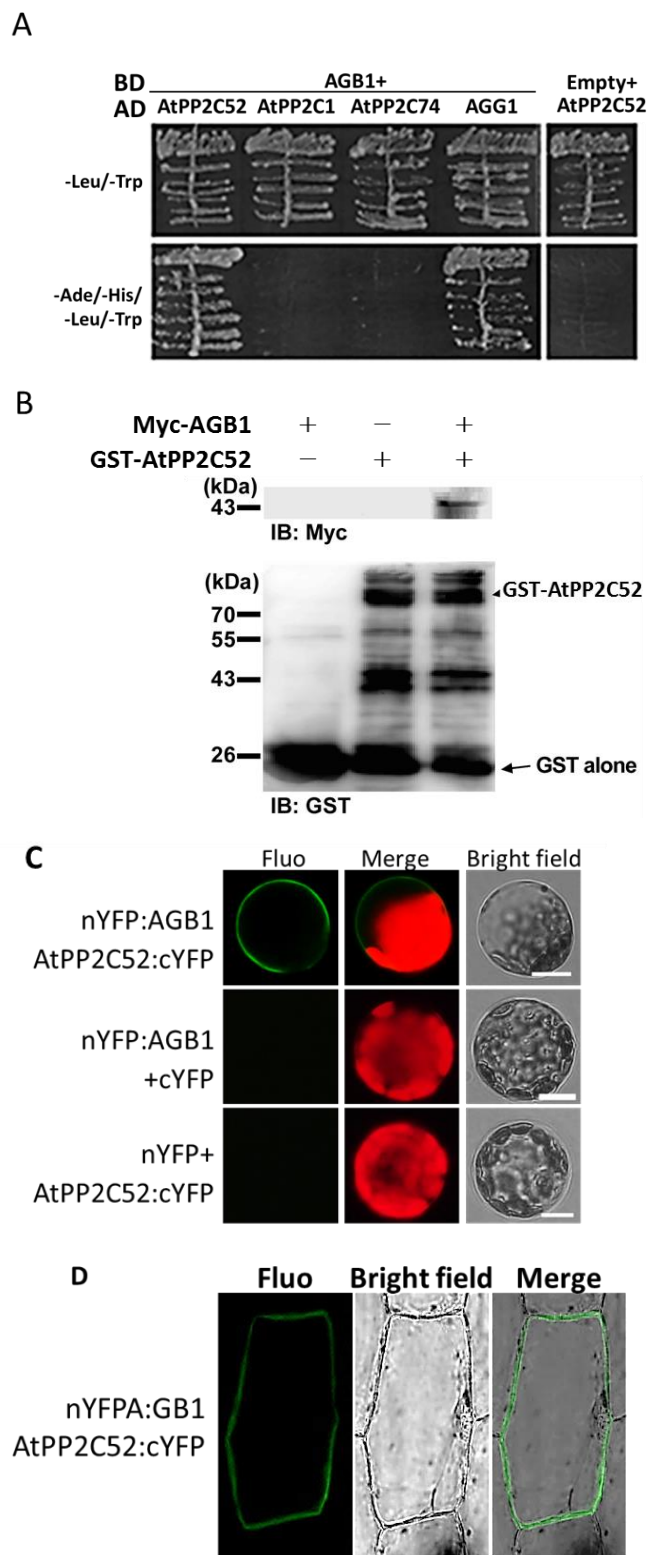 A
BD AGB1+ Empty+
AD AtPP2C52 AtPP2C1 AtPP2C74 AGG1 AtPP2C52
-Leu/-Trp
-Ade/-His/
-Leu/-Trp
B
Myc-AGB1 + − +
GST-AtPP2C52 − + +
(kDa)
43
IB: Myc
(kDa)
GST-AtPP2C52
70
55
43
26
GST alone
IB: GST
C
Fluo Merge Bright field
nYFP:AGB1
AtPP2C52:cYFP
nYFP:AGB1
+cYFP
nYFP+
AtPP2C52:cYFP
D
Fluo Bright field Merge
nYFPA:GB1
AtPP2C52:cYFP